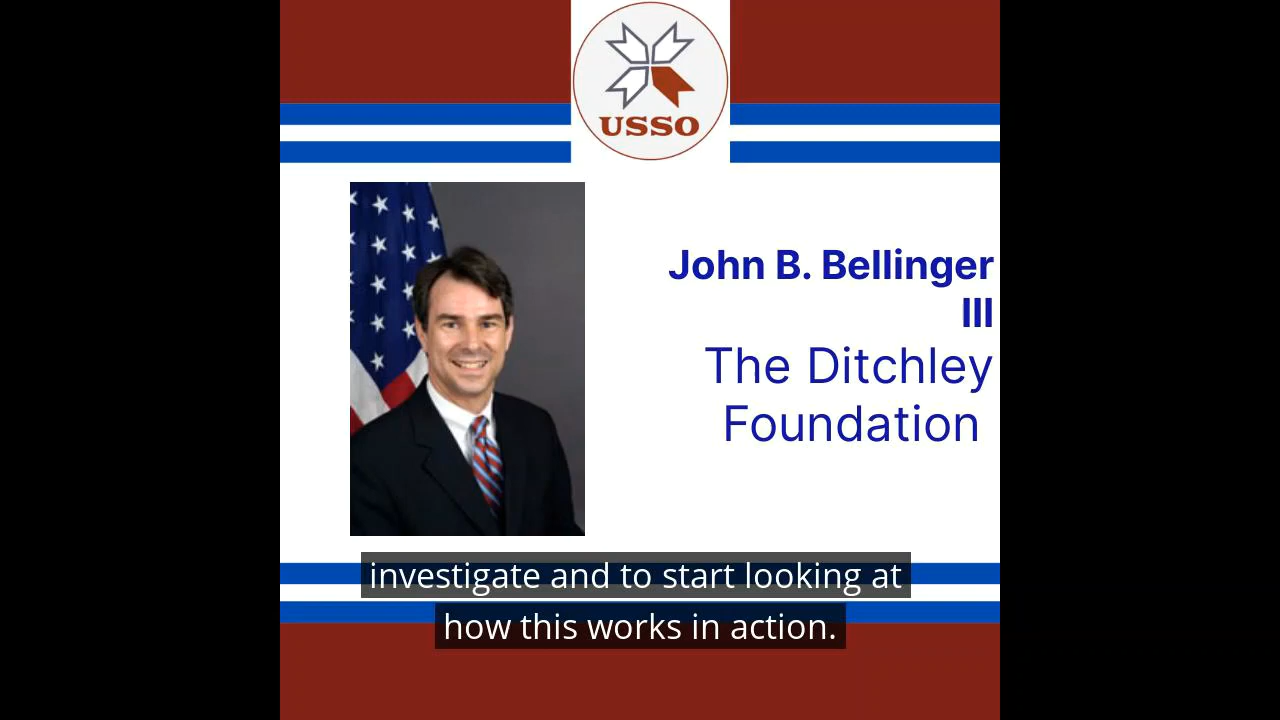 USSO
John B. Bellinger
III
The Ditchley
Foundation
investigate and to start looking at
how this works in action.